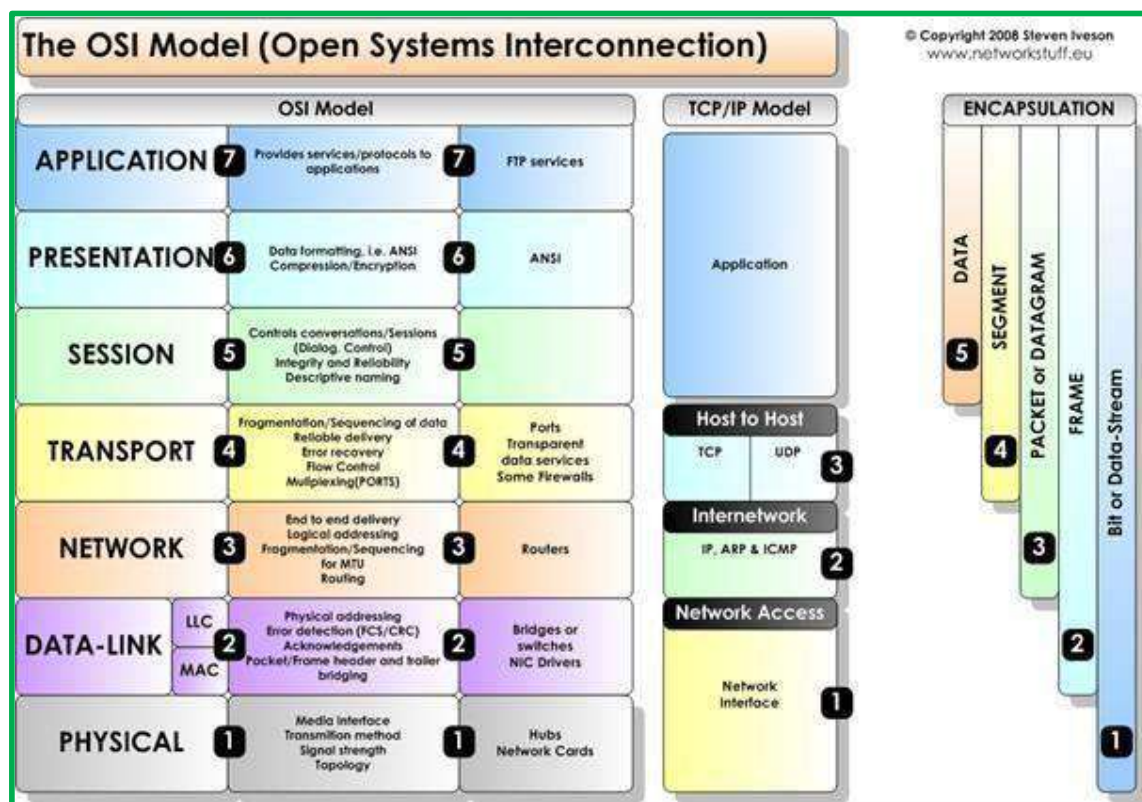 The OSI Model (Open Systems Interconnection)
© Copyright 2008 Steven Iveson
www.networkstuff.eu
OSI Model
TCP/IP Model
ENCAPSULATION
APPLICATION
7
Provides services/protocols to
applications
7
FTP services
PRESENTATION
6
Data formatting, i.e. ANSI
Compression/Encryption
6
ANSI
SESSION
5
Controls conversations/Sessions
(Dialog. Control)
Integrity and Reliability
Descriptive naming
5
TRANSPORT
4
Fragmentation/Sequencing of data
Reliable delivery
Error recovery
Flow Control
Muliplexing(PORTS)
4
Ports
Transparent
data services
Some Firewalls
NETWORK
3
End to end delivery
Logical addressing
Fragmentation/Sequencing
for MTU
Routing
3
Routers
DATA-LINK
LLC
MAC
2
Physical addressing
Error detection (FCS/CRC)
Acknowledgements
Packet/Frame header and trailer
bridging
2
Bridges or
switches
NIC Drivers
PHYSICAL
1
Media Interface
Transmition method
Signal strength
Topology
1
Hubs
Network Cards
Application
Host to Host
TCP
UDP
3
Internetwork
IP, ARP & ICMP
2
Network Access
Network
Interface
1
DATA
5
SEGMENT
4
PACKET or DATAGRAM
3
FRAME
2
Bit or Data-Stream
1